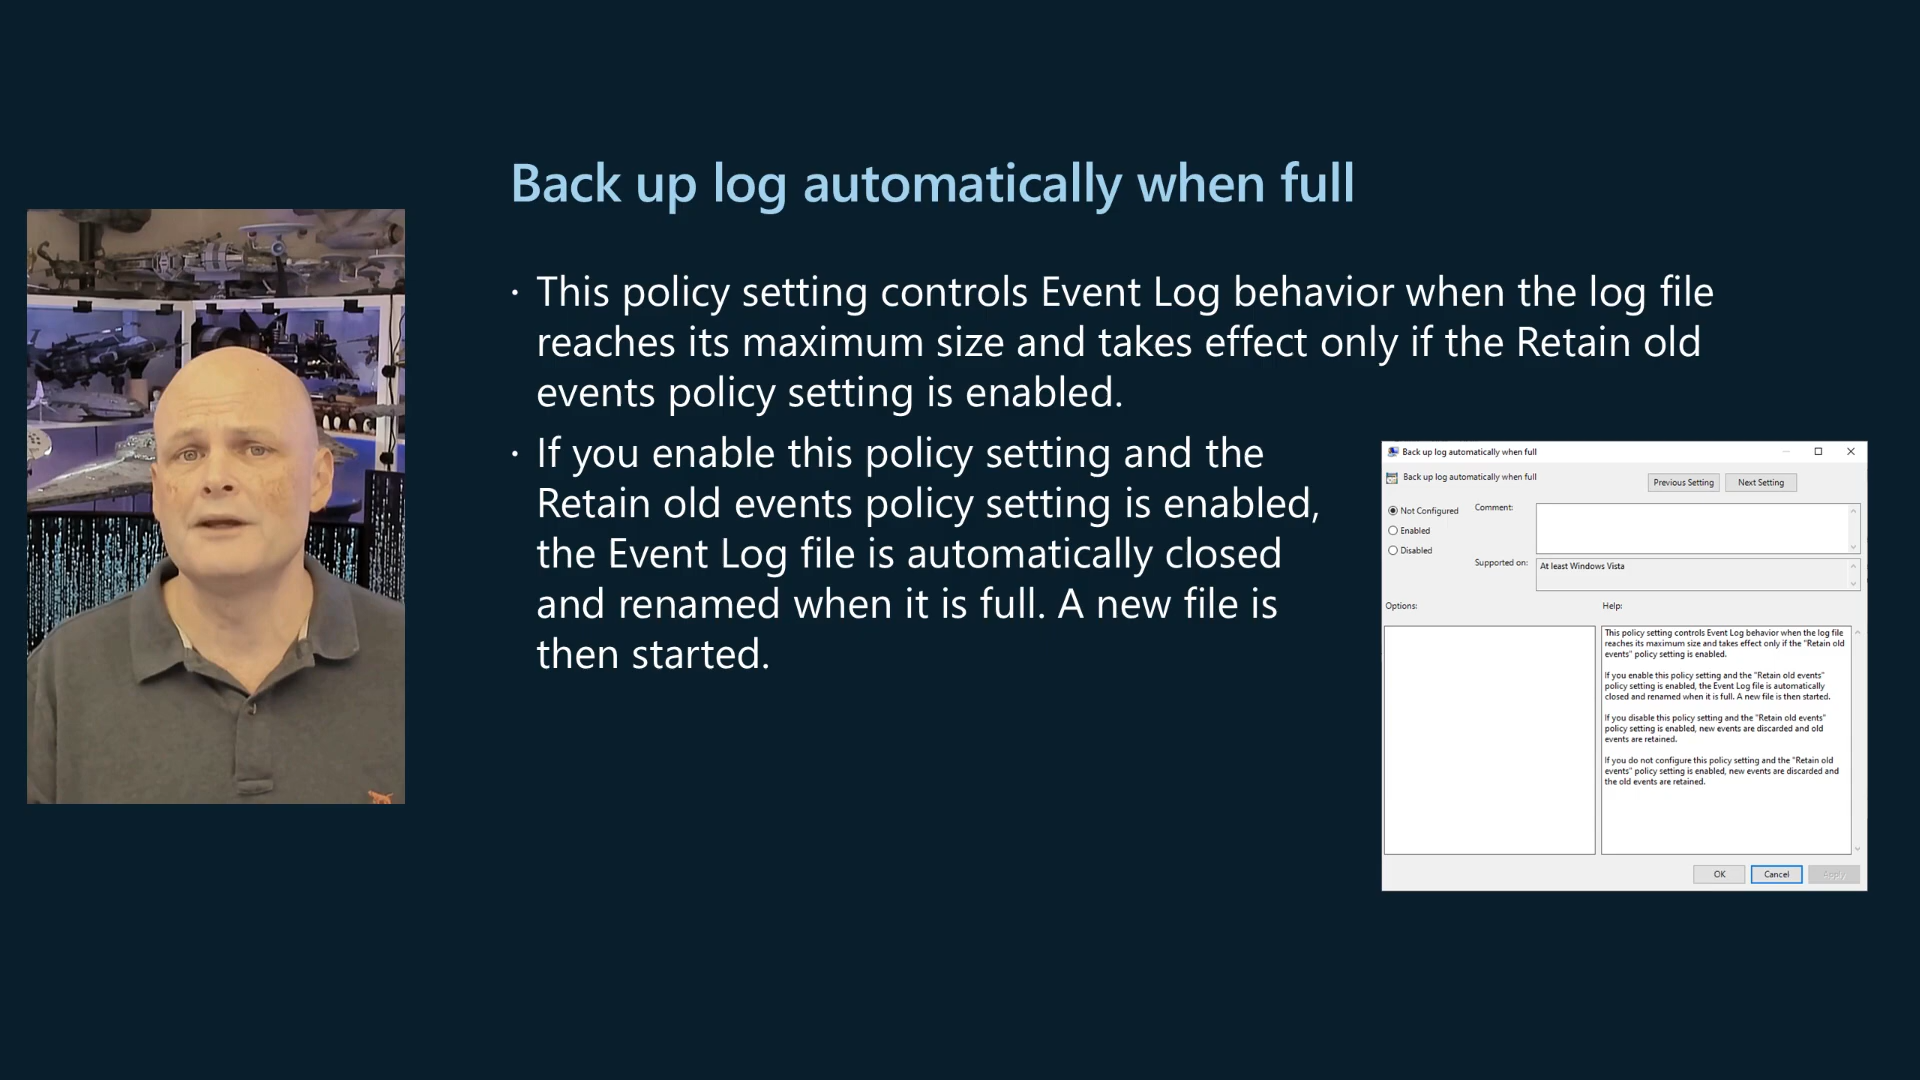 Back up log automatically when full
· This policy setting controls Event Log behavior when the log file
reaches its maximum size and takes effect only if the Retain old
events policy setting is enabled.
· If you enable this policy setting and the
Retain old events policy setting is enabled,
the Event Log file is automatically closed
and renamed when it is full. A new file is
then started.
Back up log automatically when full
Back up log automatically when full
Previous Setting Next Setting
Not Configured
Enabled
Disabled
Comment:
Supported on:
At least Windows Vista
Options:
Help:
This policy setting controls Event Log behavior when the log file
reaches its maximum size and takes effect only if the "Retain old
events" policy setting is enabled.
If you enable this policy setting and the "Retain old events"
policy setting is enabled, the Event Log file is automatically
closed and renamed when it is full. A new file is then started.
If you disable this policy setting and the "Retain old events"
policy setting is enabled, new events are discarded and old
events are retained.
If you do not configure this policy setting and the "Retain old
events" policy setting is enabled, new events are discarded and
the old events are retained.
OK Cancel Apply